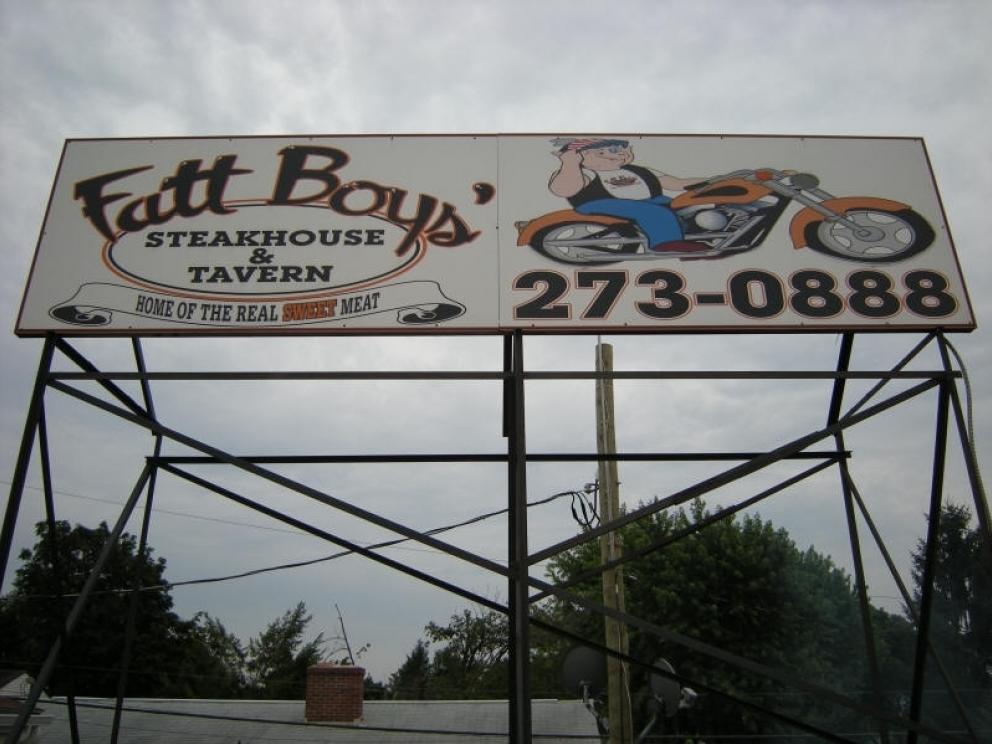 Fatt Boys'
STEAKHOUSE
&
TAVERN
HOME OF THE REAL SWEET MEAT
273-0888